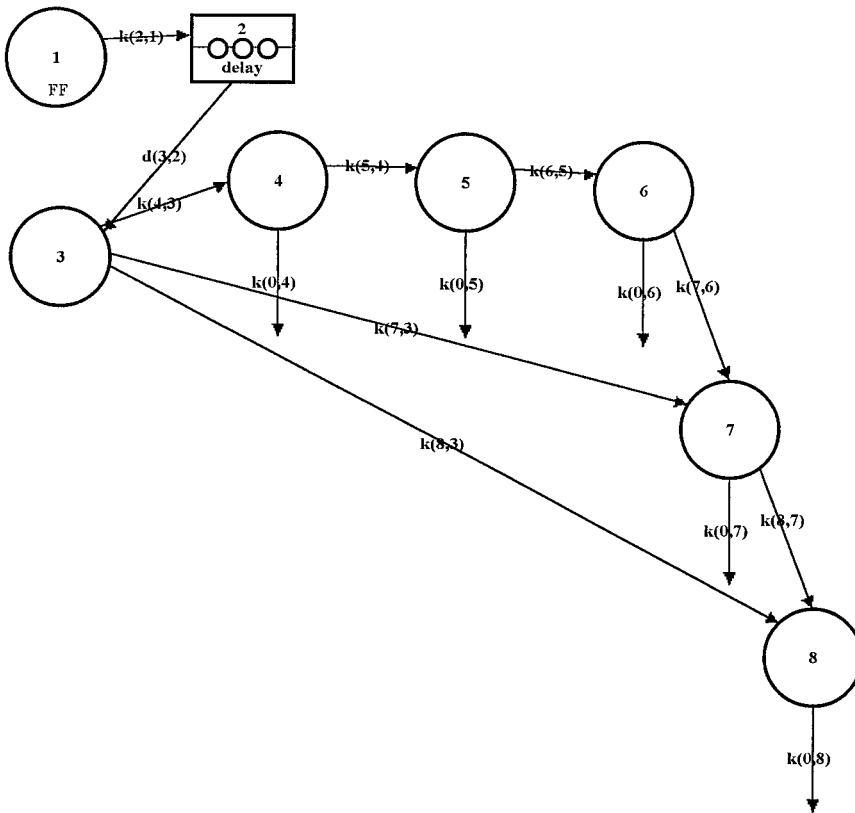 1
FF
k(2,1)
2
delay
d(3,2)
k(4,3)
3
4
k(5,4)
5
k(6,5)
6
k(0,4)
k(0,5)
k(0,6)
k(7,6)
k(7,3)
k(8,3)
7
k(0,7)
k(8,7)
8
k(0,8)